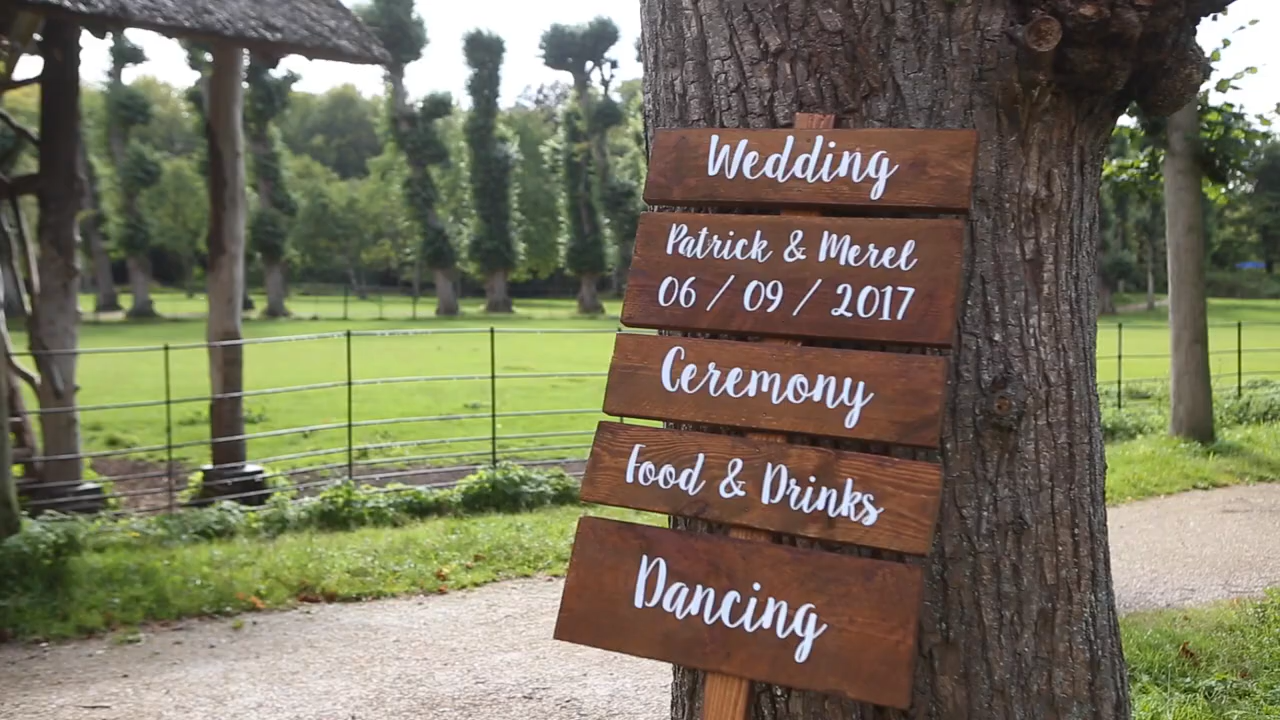 Wedding
Patrick & Merel
06 / 09 / 2017
Ceremony
Food & Drinks
Dancing